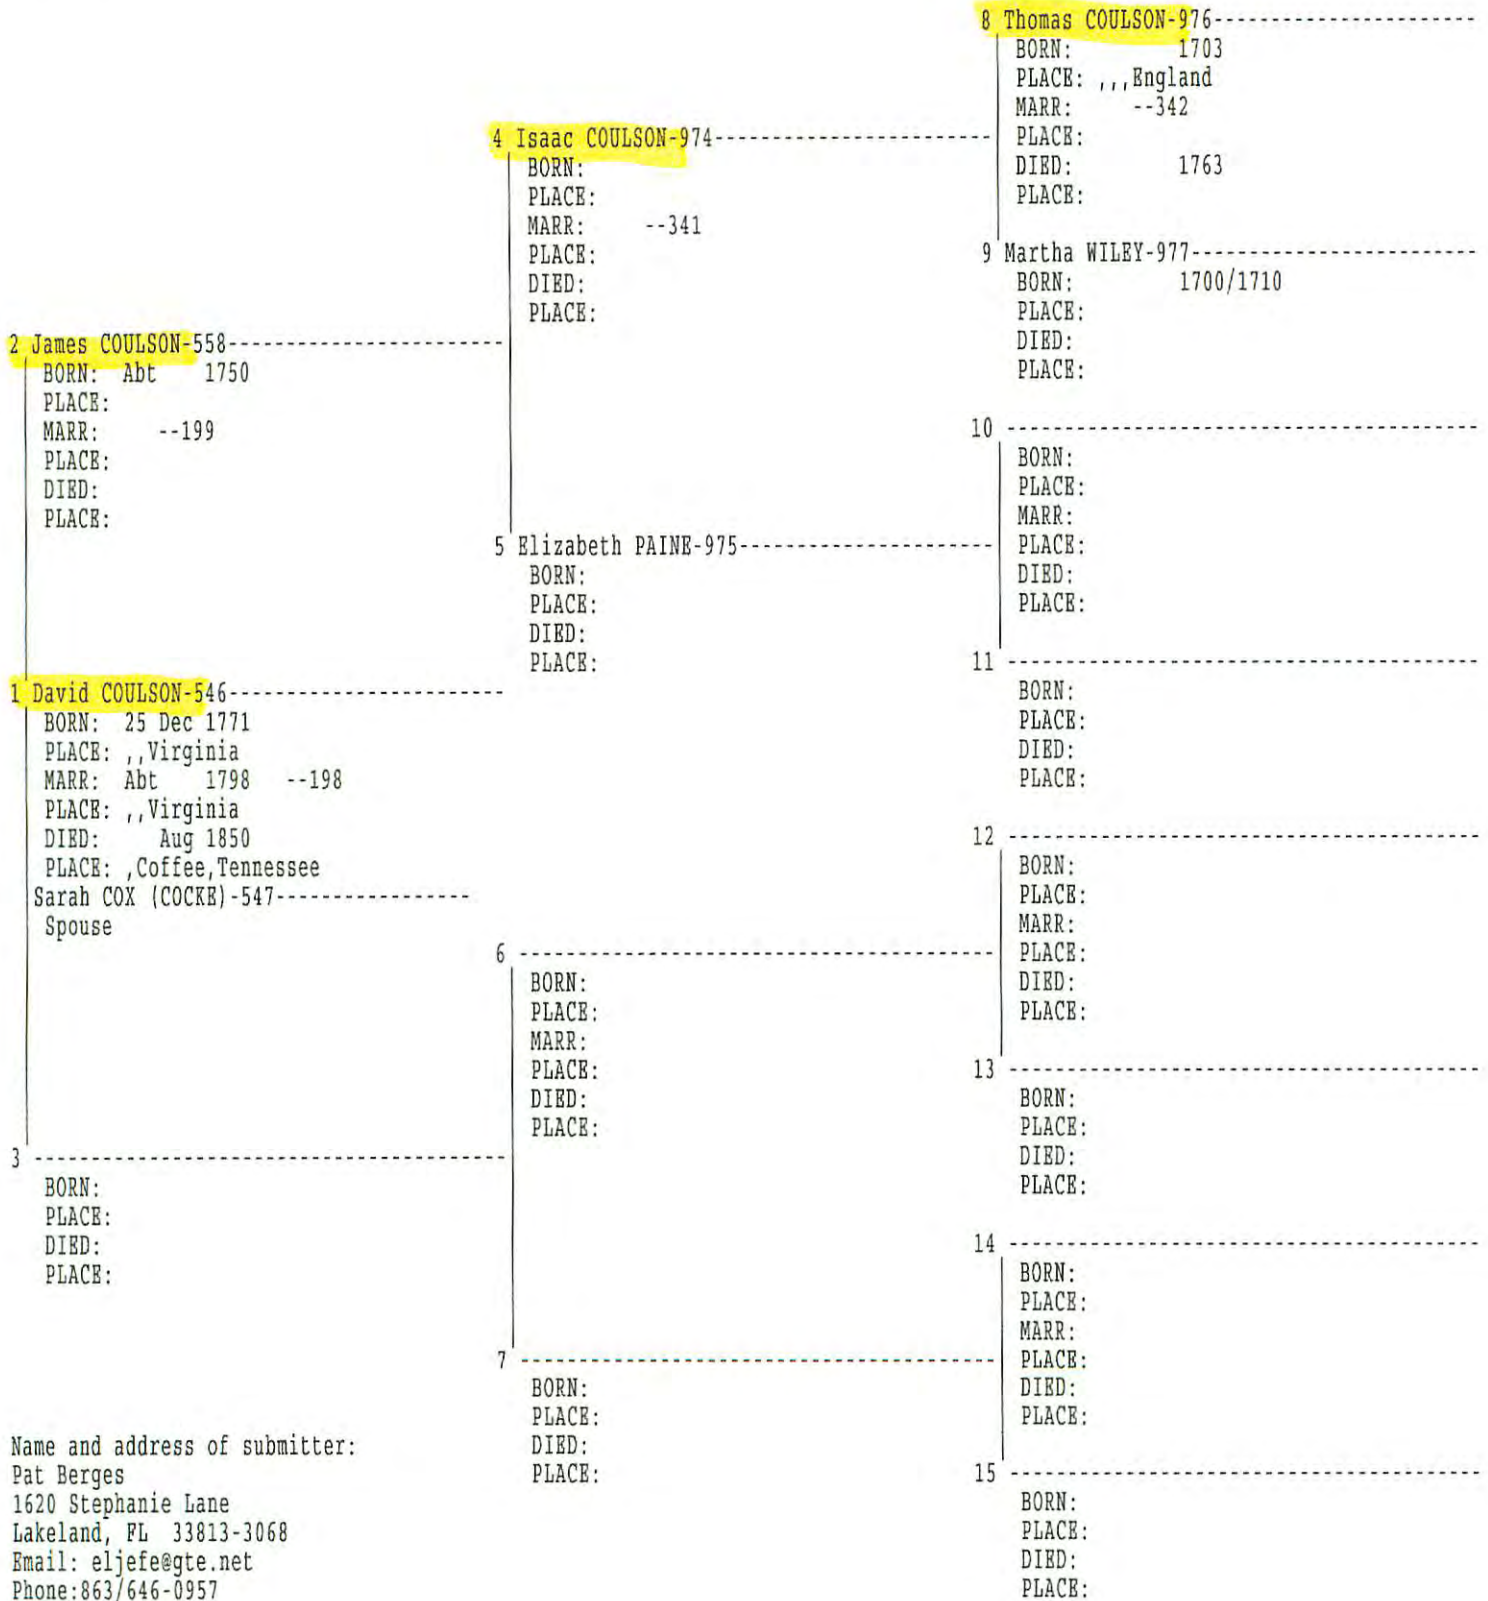 8 Thomas COULSON-976-----------------------
BORN: 1703
PLACE: ,,,England
MARR: --342
PLACE:
DIED: 1763
PLACE:
4 Isaac COULSON-974------------------------
BORN:
PLACE:
MARR: --341
PLACE:
DIED:
PLACE:
9 Martha WILEY-977-------------------------
BORN: 1700/1710
PLACE:
DIED:
PLACE:
2 James COULSON-558------------------------
BORN: Abt 1750
PLACE:
MARR: --199
PLACE:
DIED:
PLACE:
10 -----------------------------------------
BORN:
PLACE:
MARR:
PLACE:
DIED:
PLACE:
5 Elizabeth PAINE-975----------------------
BORN:
PLACE:
DIED:
PLACE:
11 -----------------------------------------
BORN:
PLACE:
DIED:
PLACE:
1 David COULSON-546------------------------
BORN: 25 Dec 1771
PLACE: ,,Virginia
MARR: Abt 1798 --198
PLACE: ,,Virginia
DIED: Aug 1850
PLACE: ,Coffee,Tennessee
Sarah COX (COCKE)-547-----------------
Spouse
12 -----------------------------------------
BORN:
PLACE:
MARR:
PLACE:
DIED:
PLACE:
6 -----------------------------------------
BORN:
PLACE:
MARR:
PLACE:
DIED:
PLACE:
13 -----------------------------------------
BORN:
PLACE:
DIED:
PLACE:
3 -----------------------------------------
BORN:
PLACE:
DIED:
PLACE:
14 -----------------------------------------
BORN:
PLACE:
MARR:
PLACE:
DIED:
PLACE:
7 -----------------------------------------
BORN:
PLACE:
DIED:
PLACE:
15 -----------------------------------------
BORN:
PLACE:
DIED:
PLACE:
Name and address of submitter:
Pat Berges
1620 Stephanie Lane
Lakeland, FL 33813-3068
Email: eljefe@gte.net
Phone:863/646-0957